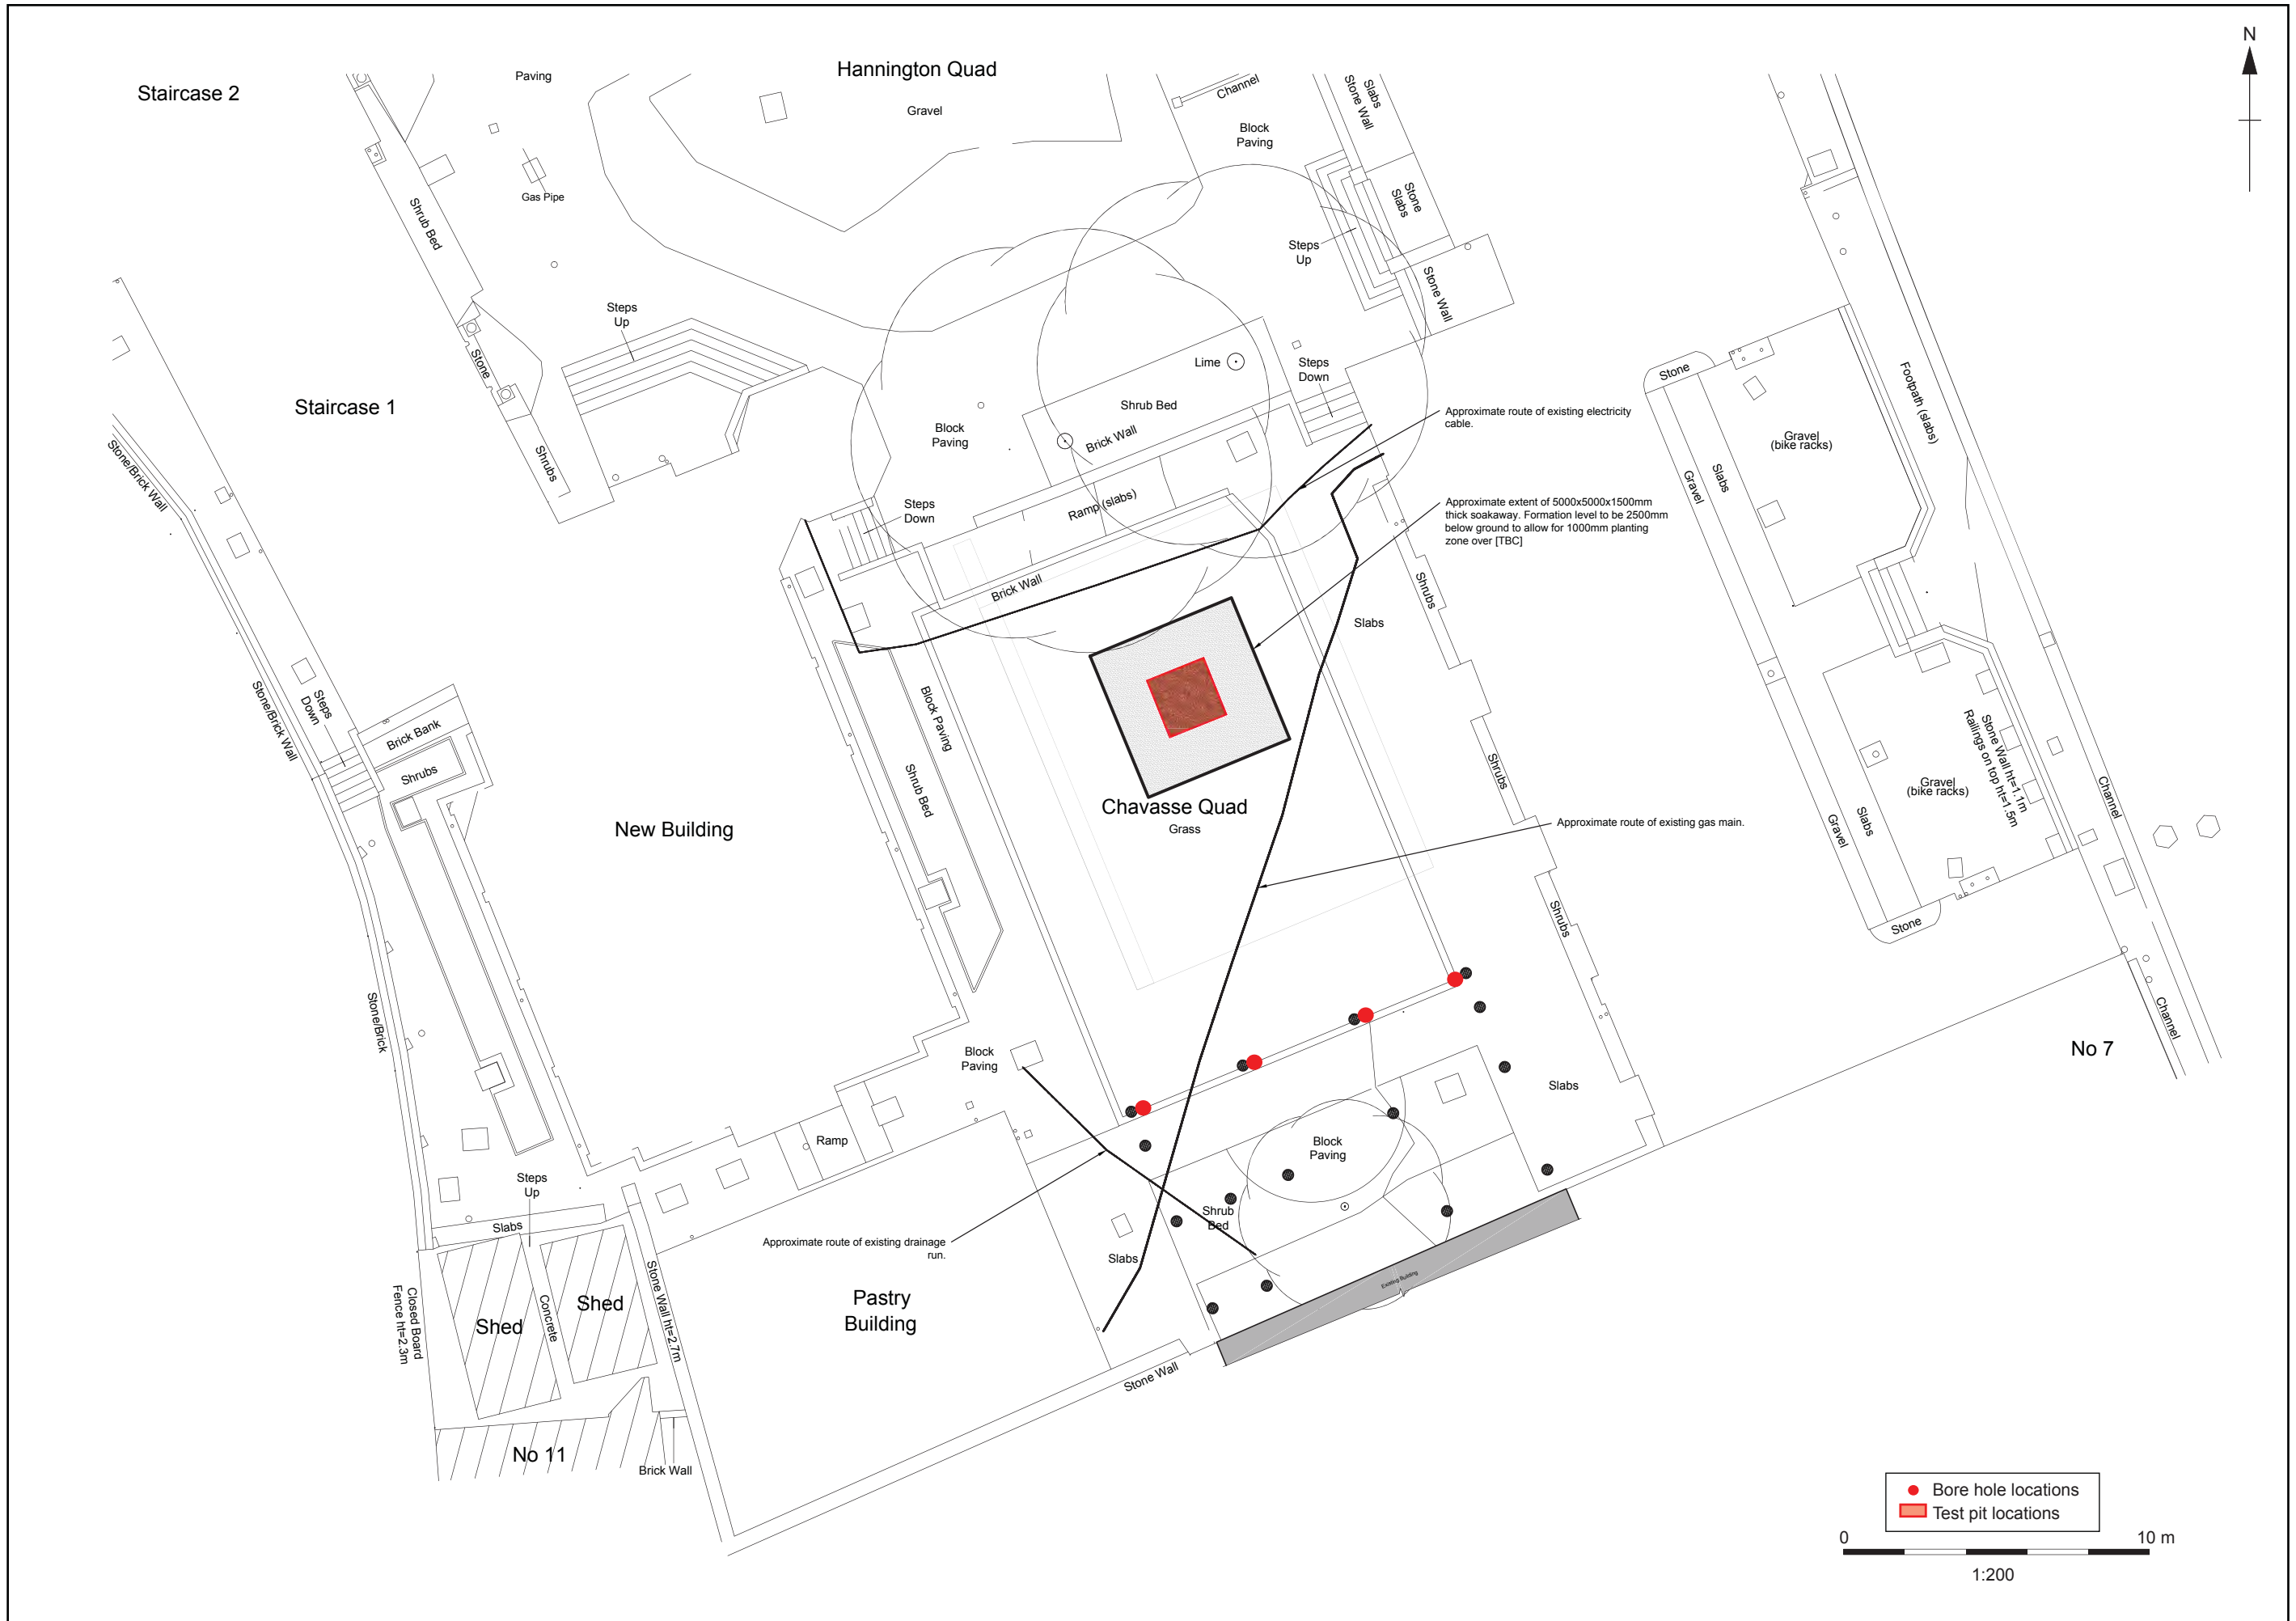 N
Hannington Quad
Paving
Staircase 2
Gravel
Channel
Slabs
Stone Wall
Block
Paving
Gas Pipe
Shrub Bed
Stone
Slabs
Steps
Up
Stone Wall
Steps
Up
Stone
Lime
Steps
Down
Stone
Footpath (slabs)
Staircase 1
Shrub Bed
Approximate route of existing electricity
cable.
Block
Paving
Brick Wall
Gravel
(bike racks)
Shrubs
Stone/Brick Wall
Gravel
Slabs
Steps
Down
Ramp (slabs)
Approximate extent of 5000x5000x1500mm
thick soakaway. Formation level to be 2500mm
below ground to allow for 1000mm planting
zone over [TBC]
Brick Wall
Shrubs
Slabs
Steps
Down
Stone/Brick Wall
Block Paving
Brick Bank
Shrubs
Shrub Bed
Shrubs
Stone Wall ht=1.1m
Railings on top ht=1.5m
Gravel
(bike racks)
Channel
Chavasse Quad
Grass
New Building
Approximate route of existing gas main.
Gravel
Slabs
Shrubs
Stone
Stone/Brick
Channel
No 7
Block
Paving
Slabs
Ramp
Block
Paving
Steps
Up
Shrub
Bed
Slabs
Approximate route of existing drainage
run.
Slabs
Existing Building
Closed Board
Fence ht=2.3m
Shed
Concrete
Shed
Stone Wall ht=2.7m
Pastry
Building
Stone Wall
No 11
Brick Wall
Bore hole locations
Test pit locations
0 10 m
1:200